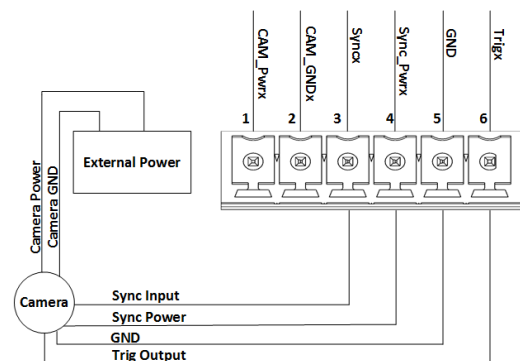 CAM_Pwrx
CAM_GNDx
Syncx
Sync_Pwrx
GND
Trigx
1
2
3
4
5
6
External Power
Camera Power
Camera GND
Camera
Sync Input
Sync Power
GND
Trig Output